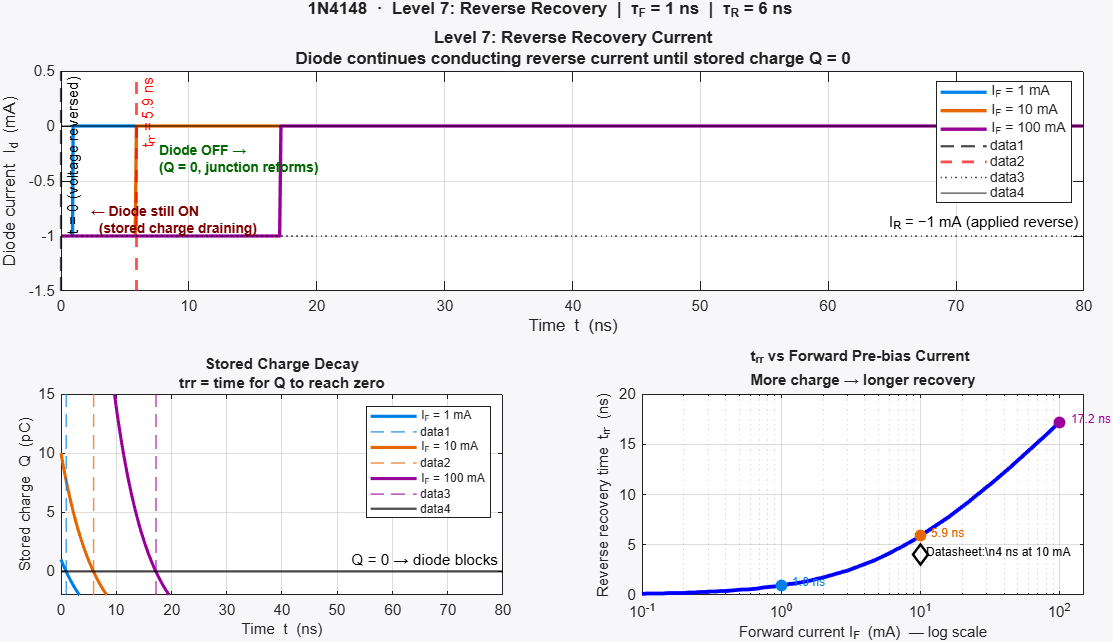 1N4148 · Level 7: Reverse Recovery | τF = 1 ns | τR = 6 ns
Level 7: Reverse Recovery Current
Diode continues conducting reverse current until stored charge Q = 0
Diode current Id (mA)
0.5
0
-0.5
-1
-1.5
t = 0 (voltage reversed)
trr = 5.9 ns
Diode OFF →
(Q = 0, junction reforms)
← Diode still ON
(stored charge draining)
IF = 1 mA
IF = 10 mA
IF = 100 mA
data1
data2
data3
data4
IR = −1 mA (applied reverse)
0 10 20 30 40 50 60 70 80
Time t (ns)
Stored Charge Decay
trr = time for Q to reach zero
Stored charge Q (pC)
15
10
5
0
IF = 1 mA
data1
IF = 10 mA
data2
IF = 100 mA
data3
data4
Q = 0 → diode blocks
0 10 20 30 40 50 60 70 80
Time t (ns)
trr vs Forward Pre-bias Current
More charge → longer recovery
Reverse recovery time trr (ns)
20
15
10
5
0
17.2 ns
5.9 ns
Datasheet:\n4 ns at 10 mA
1.0 ns
10-1 100 101 102
Forward current IF (mA) — log scale